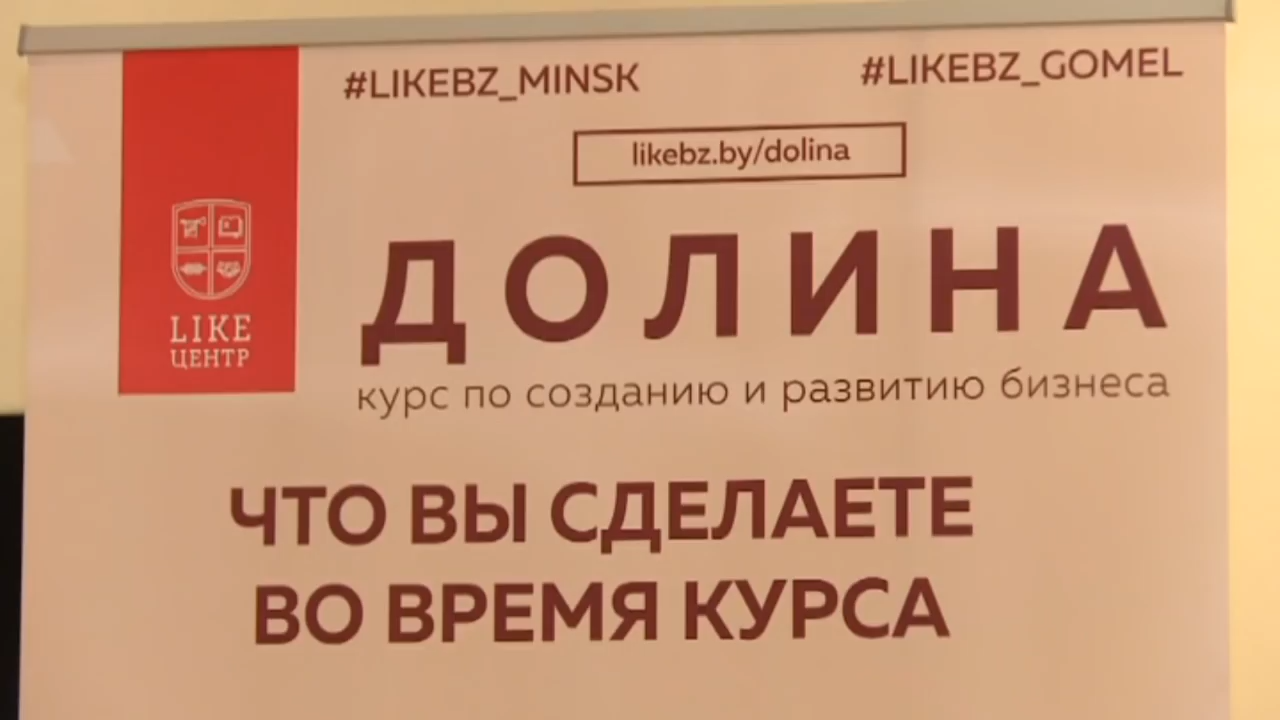 #LIKEBZ_MINSK
#LIKEBZ_GOMEL
likebz.by/dolina
LIKE
ЦЕНТР
ДОЛИНА
курс по созданию и развитию бизнеса
ЧТО ВЫ СДЕЛАЕТЕ
ВО ВРЕМЯ КУРСА